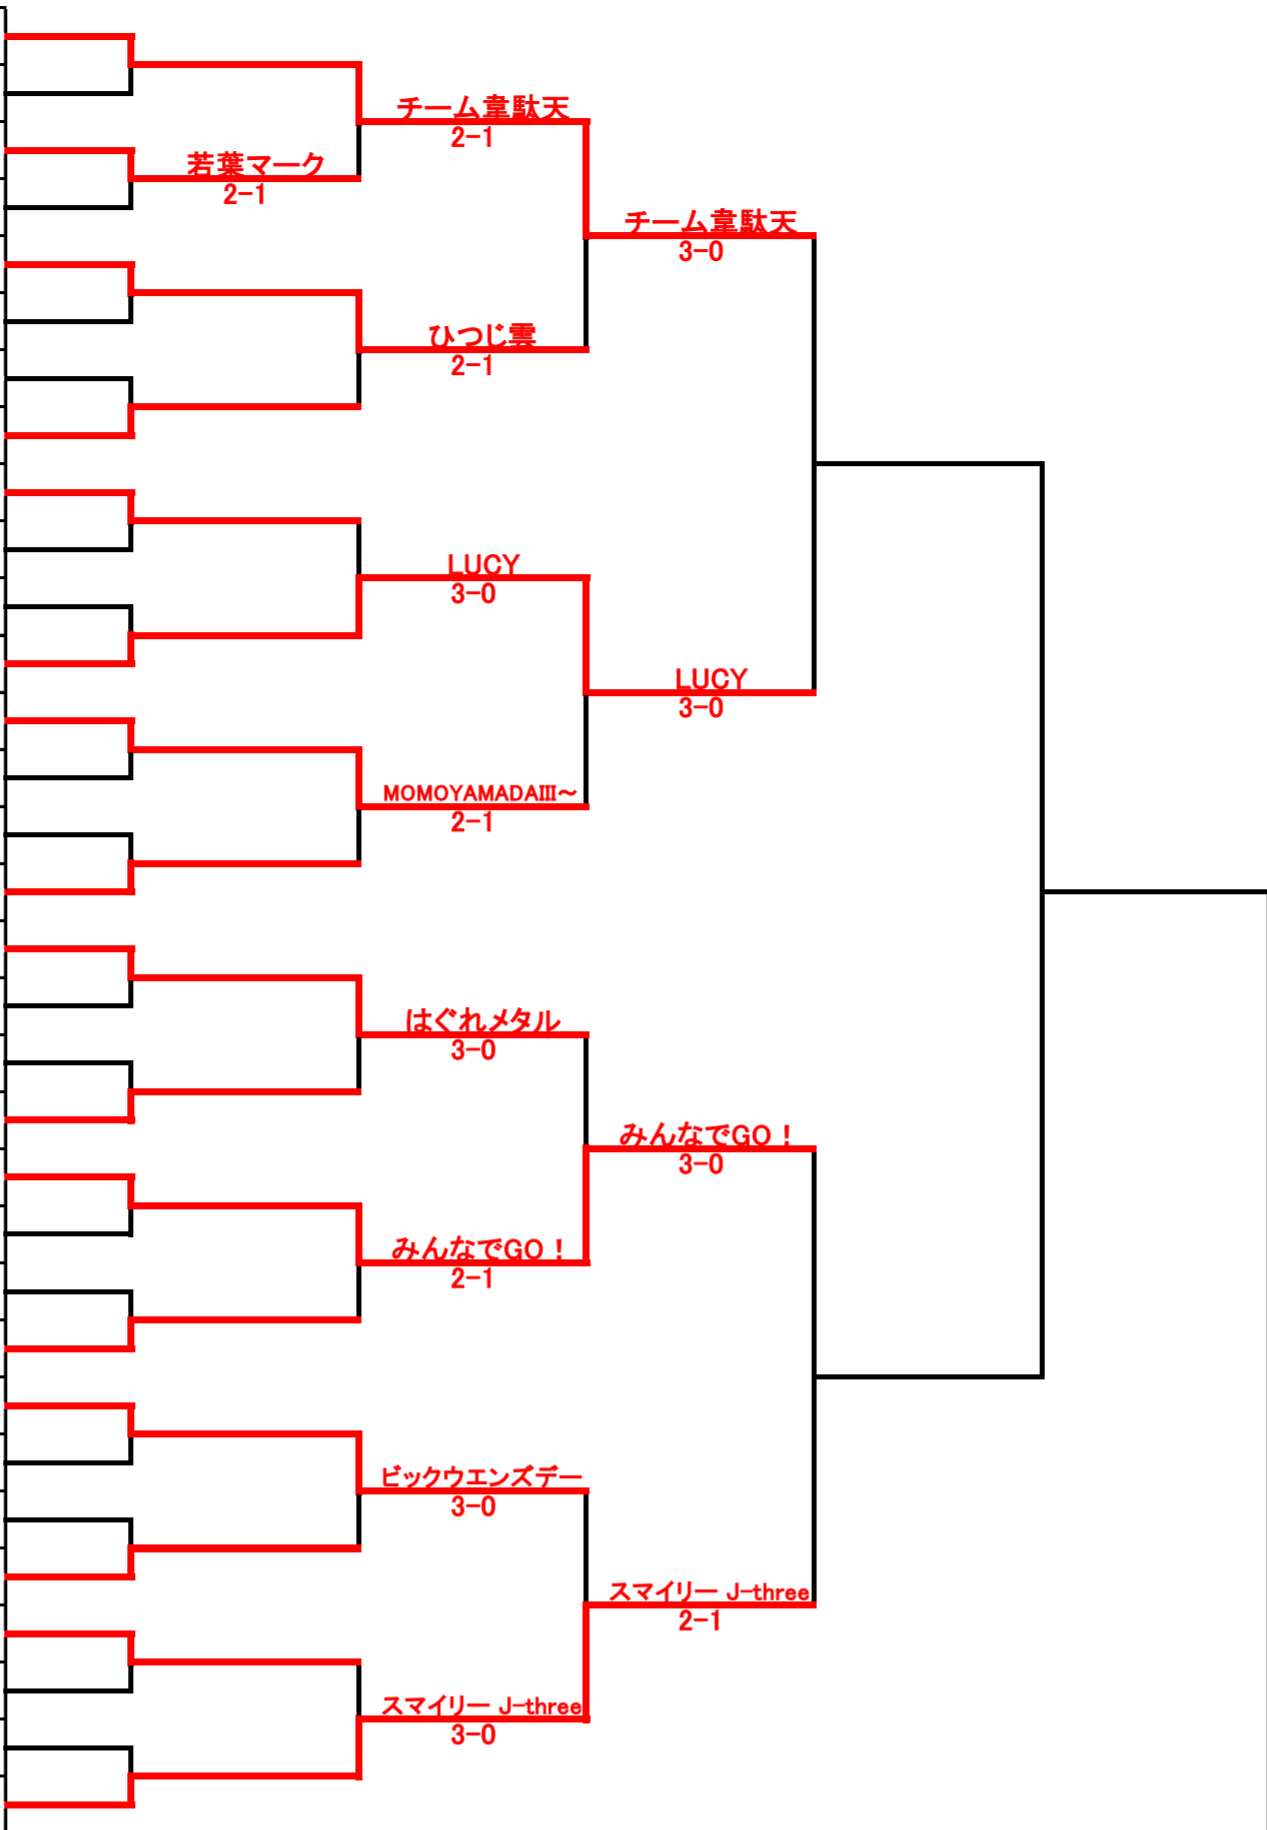 チーム韋駄天
2-1
若葉マーク
2-1
チーム韋駄天
3-0
ひつじ雲
2-1
LUCY
3-0
LUCY
3-0
MOMOYAMADAIII～
2-1
はぐれメタル
3-0
みんなでGO！
3-0
みんなでGO！
2-1
ビックウエンズデー
3-0
スマイリー J-three
2-1
スマイリー J-three
3-0